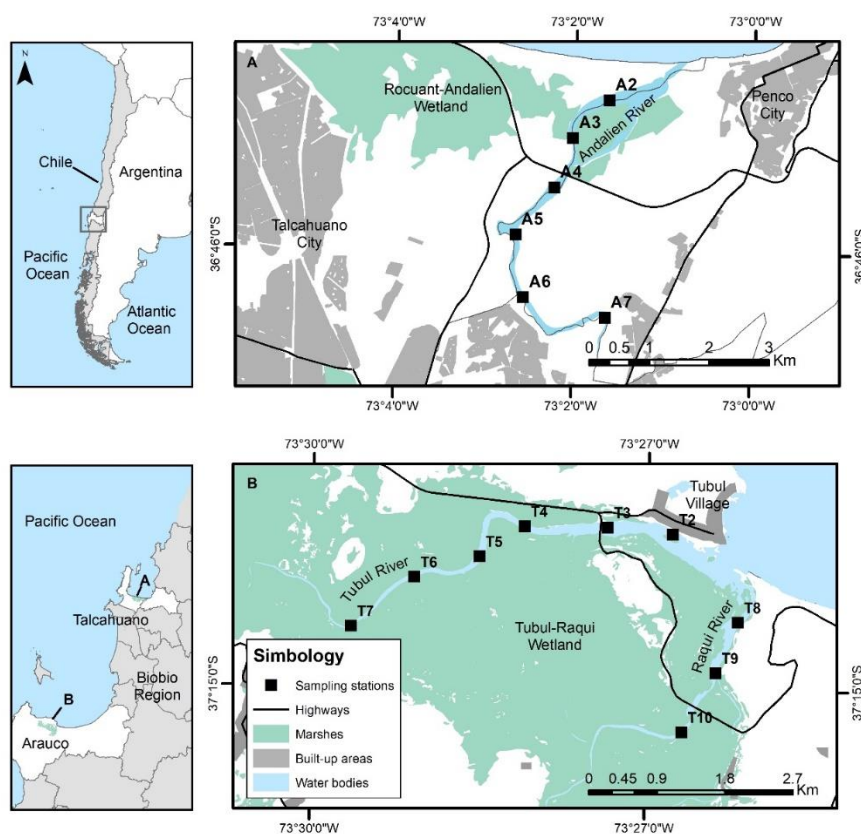 N
Chile
Argentina
Pacific
Ocean
Atlantic
Ocean
73°4'0"W
73°2'0"W
73°0'0"W
A
Rocuant-Andalien
Wetland
A2
A3
Andalien River
Penco
City
A4
Talcahuano
City
A5
A6
A7
36°46'0"S
36°46'0"S
0 0.5 1 2 3
Km
73°4'0"W
73°2'0"W
73°0'0"W
Pacific Ocean
A
Talcahuano
Biobio
Region
B
Arauco
73°30'0"W
73°27'0"W
B
Tubul
Village
T4
T3
T2
T5
Tubul River
T6
T7
T8
Tubul-Raqui
Wetland
Raqui River
T9
T10
37°15'0"S
37°15'0"S
Simbology
Sampling stations
Highways
Marshes
Built-up areas
Water bodies
0 0.45 0.9 1.8 2.7
Km
73°30'0"W
73°27'0"W